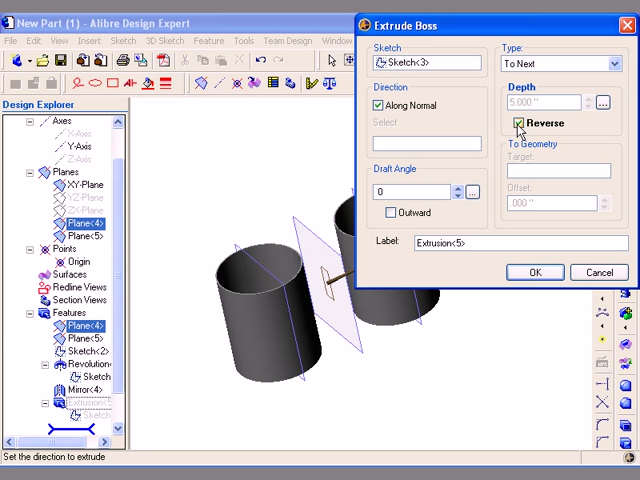 New Part (1) - Alibre Design Expert
File Edit View Insert Sketch 3D Sketch Feature Tools Team Design Window
Design Explorer
Axes
X-Axis
Y-Axis
Z-Axis
Planes
XY-Plane
YZ-Plane
ZX-Plane
Plane<4>
Plane<5>
Points
Origin
Surfaces
Redline Views
Section Views
Features
Plane<4>
Plane<5>
Sketch<2>
Revolution
Sketch
Mirror<4>
Extrusion<5
Sketch
Set the direction to extrude
Extrude Boss
Sketch
Sketch<3>
Direction
Along Normal
Select
Draft Angle
0
...
Outward
Type:
To Next
Depth
5.000 "
...
Reverse
To Geometry
Target:
Offset:
.000 "
Label:
Extrusion<5>
OK
Cancel